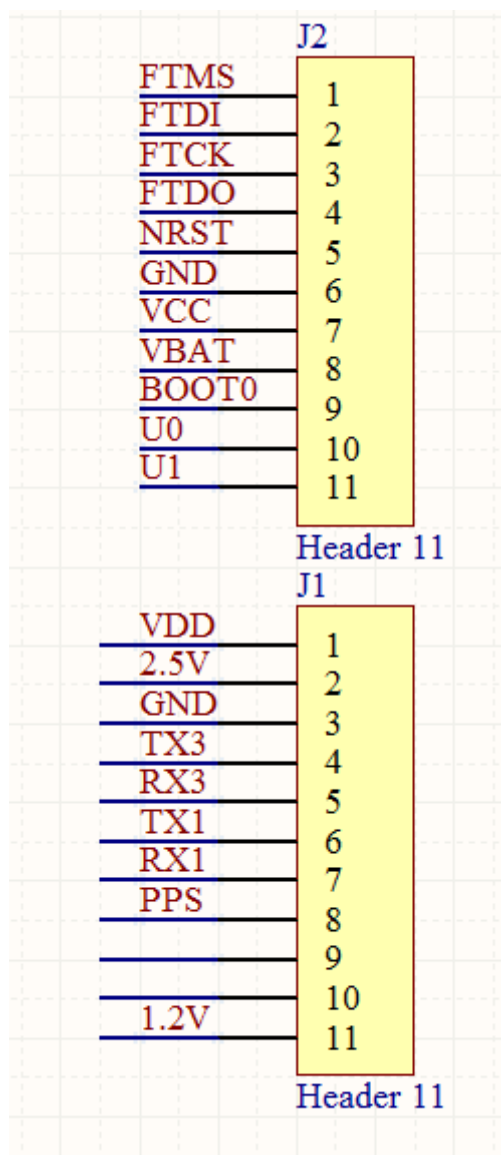 J2
FTMS 1
FTDI 2
FTCK 3
FTDO 4
NRST 5
GND 6
VCC 7
VBAT 8
BOOT0 9
U0 10
U1 11
Header 11
J1
VDD 1
2.5V 2
GND 3
TX3 4
RX3 5
TX1 6
RX1 7
PPS 8
9
10
1.2V 11
Header 11